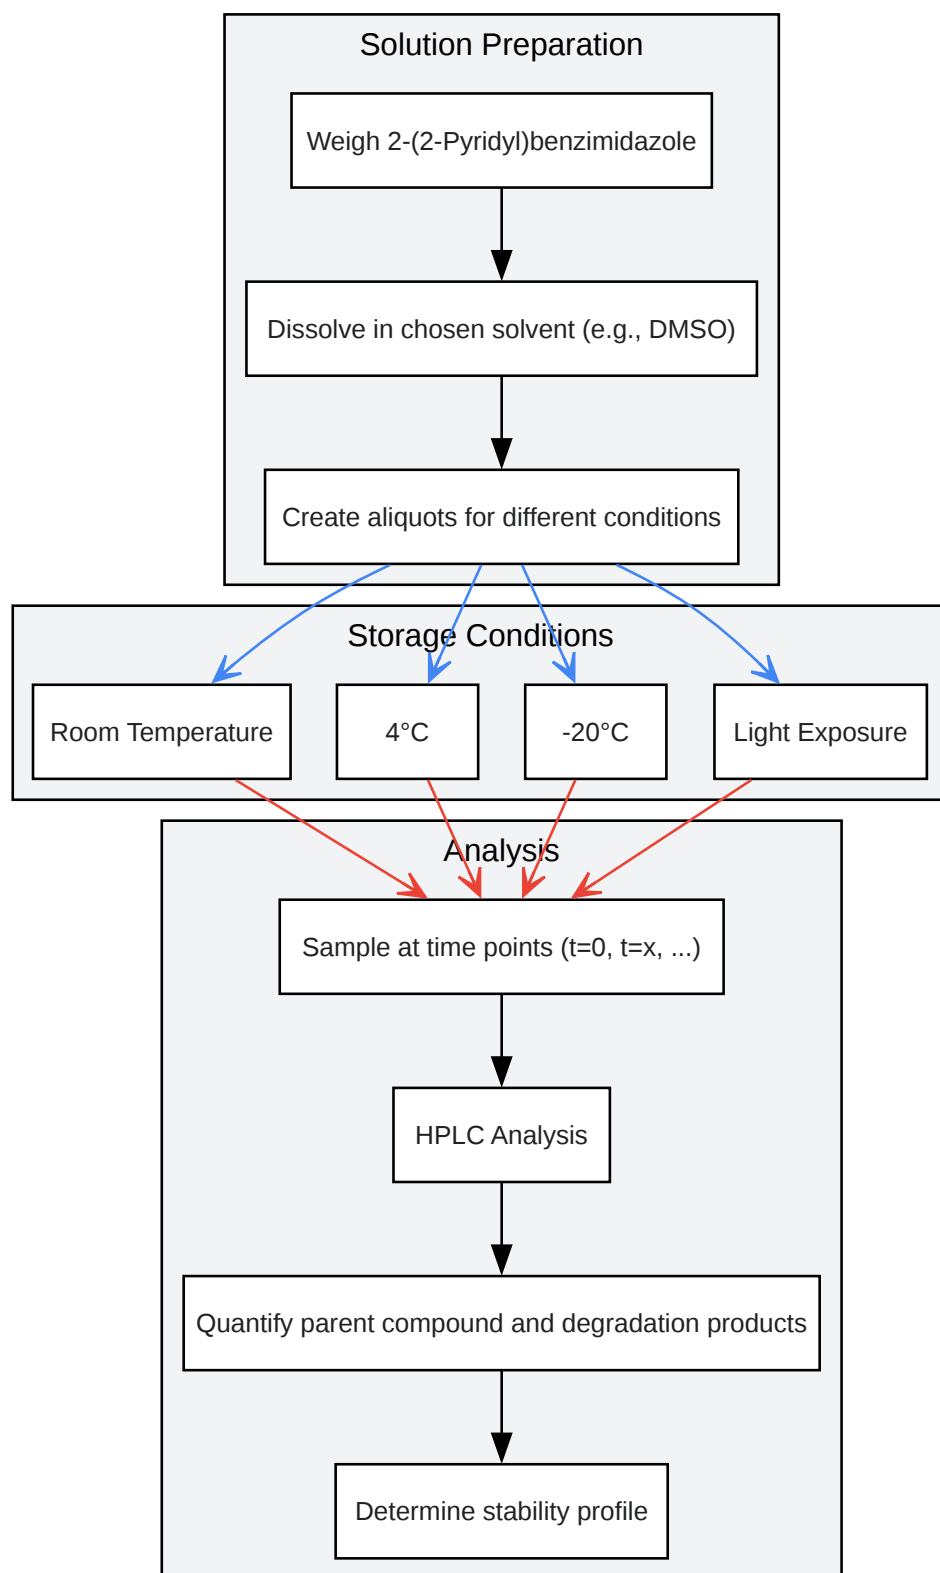 Solution Preparation
Weigh 2-(2-Pyridyl)benzimidazole
Dissolve in chosen solvent (e.g., DMSO)
Create aliquots for different conditions
Storage Conditions
Room Temperature
4°C
-20°C
Light Exposure
Analysis
Sample at time points (t=0, t=x, ...)
HPLC Analysis
Quantify parent compound and degradation products
Determine stability profile